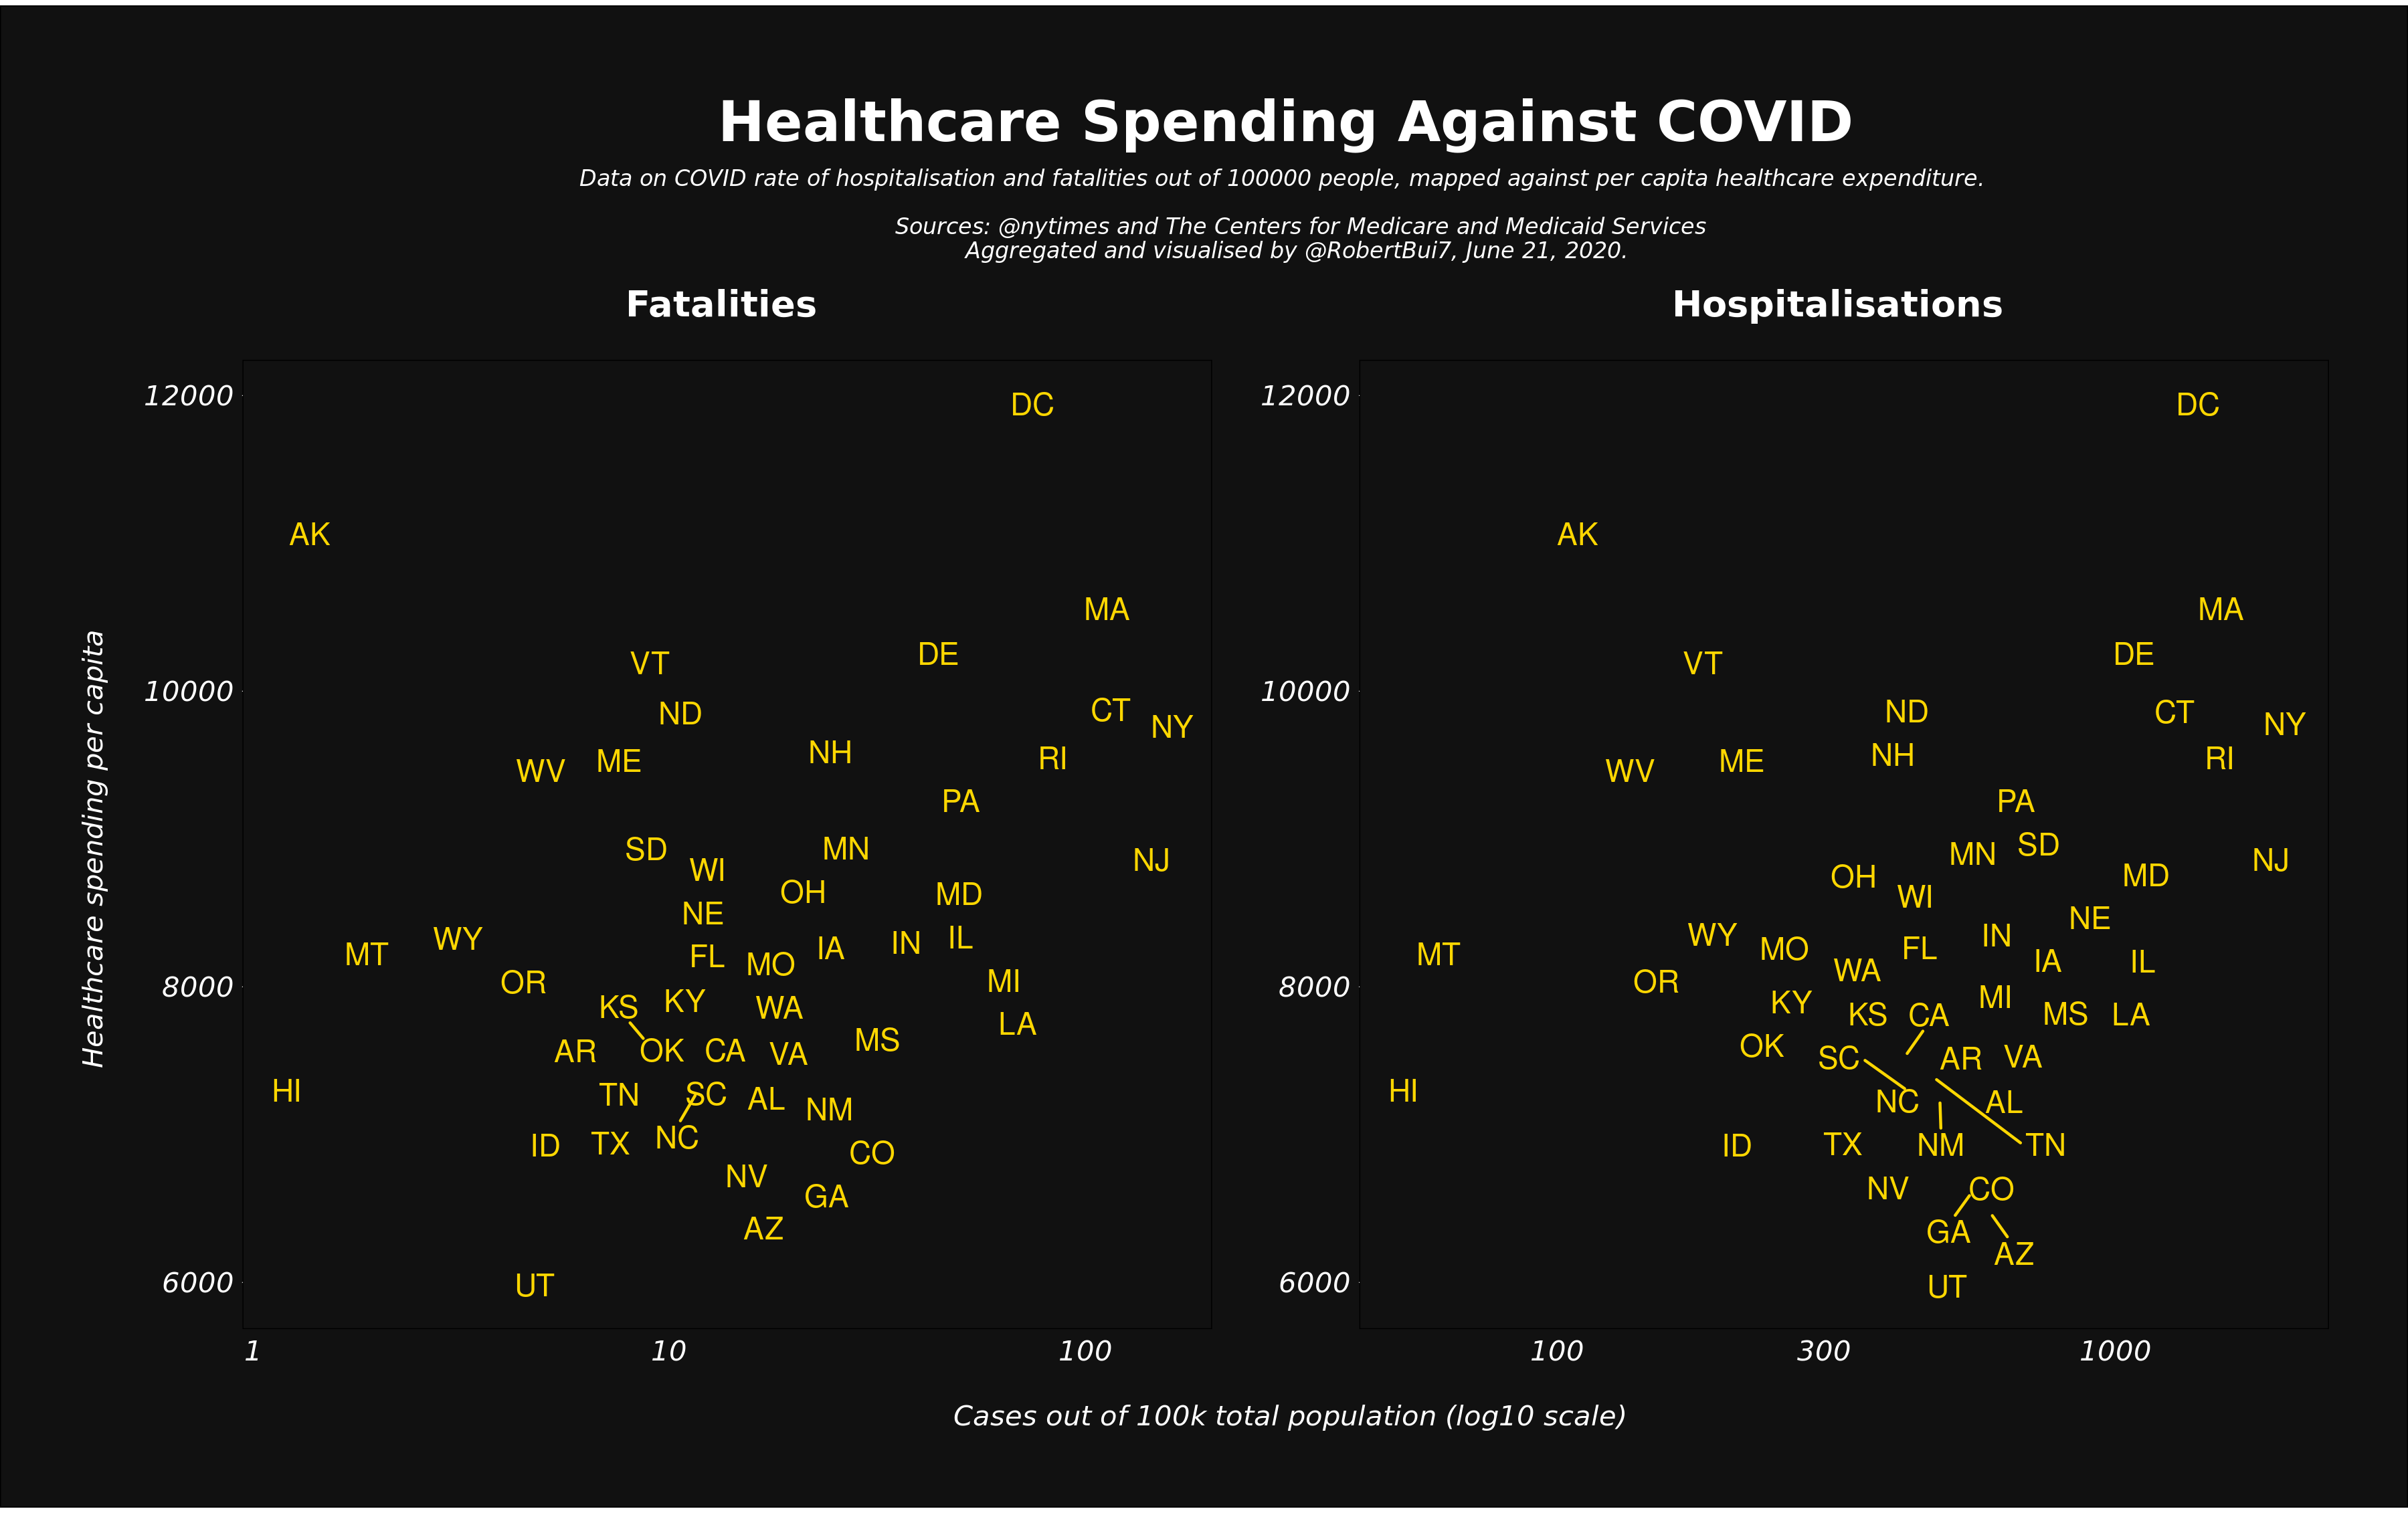 Healthcare Spending Against COVID
Data on COVID rate of hospitalisation and fatalities out of 100000 people, mapped against per capita healthcare expenditure.
Sources: @nytimes and The Centers for Medicare and Medicaid Services
Aggregated and visualised by @RobertBui7, June 21, 2020.
Fatalities
Healthcare spending per capita
12000
10000
8000
6000
DC
AK
MA
DE
VT
CT
ND
NY
NH
RI
ME
WV
PA
SD
MN
NJ
WI
OH
MD
NE
WY
IL
IN
IA
MT
FL
MO
OR
MI
KY
KS
WA
LA
MS
AR
OK
CA
VA
HI
TN
SC
AL
NM
NC
ID
TX
CO
NV
GA
AZ
UT
1
10
100
Hospitalisations
12000
10000
8000
6000
DC
AK
MA
DE
VT
ND
CT
NY
NH
RI
ME
WV
PA
SD
MN
NJ
OH
MD
WI
NE
WY
IN
MO
FL
MT
IA
IL
WA
OR
MI
KY
KS
CA
MS
LA
OK
SC
AR
VA
HI
NC
AL
ID
TX
NM
TN
NV
CO
GA
AZ
UT
100
300
1000
Cases out of 100k total population (log10 scale)